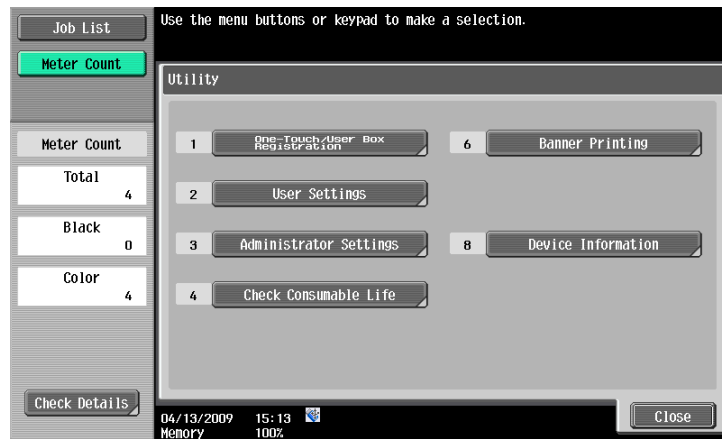 Job List
Meter Count
Use the menu buttons or keypad to make a selection.
Utility
Meter Count
Total
4
Black
0
Color
4
Check Details
1 One-Touch/User Box
Registration
2 User Settings
3 Administrator Settings
4 Check Consumable Life
6 Banner Printing
8 Device Information
04/13/2009 15:13
Memory 100%
Close